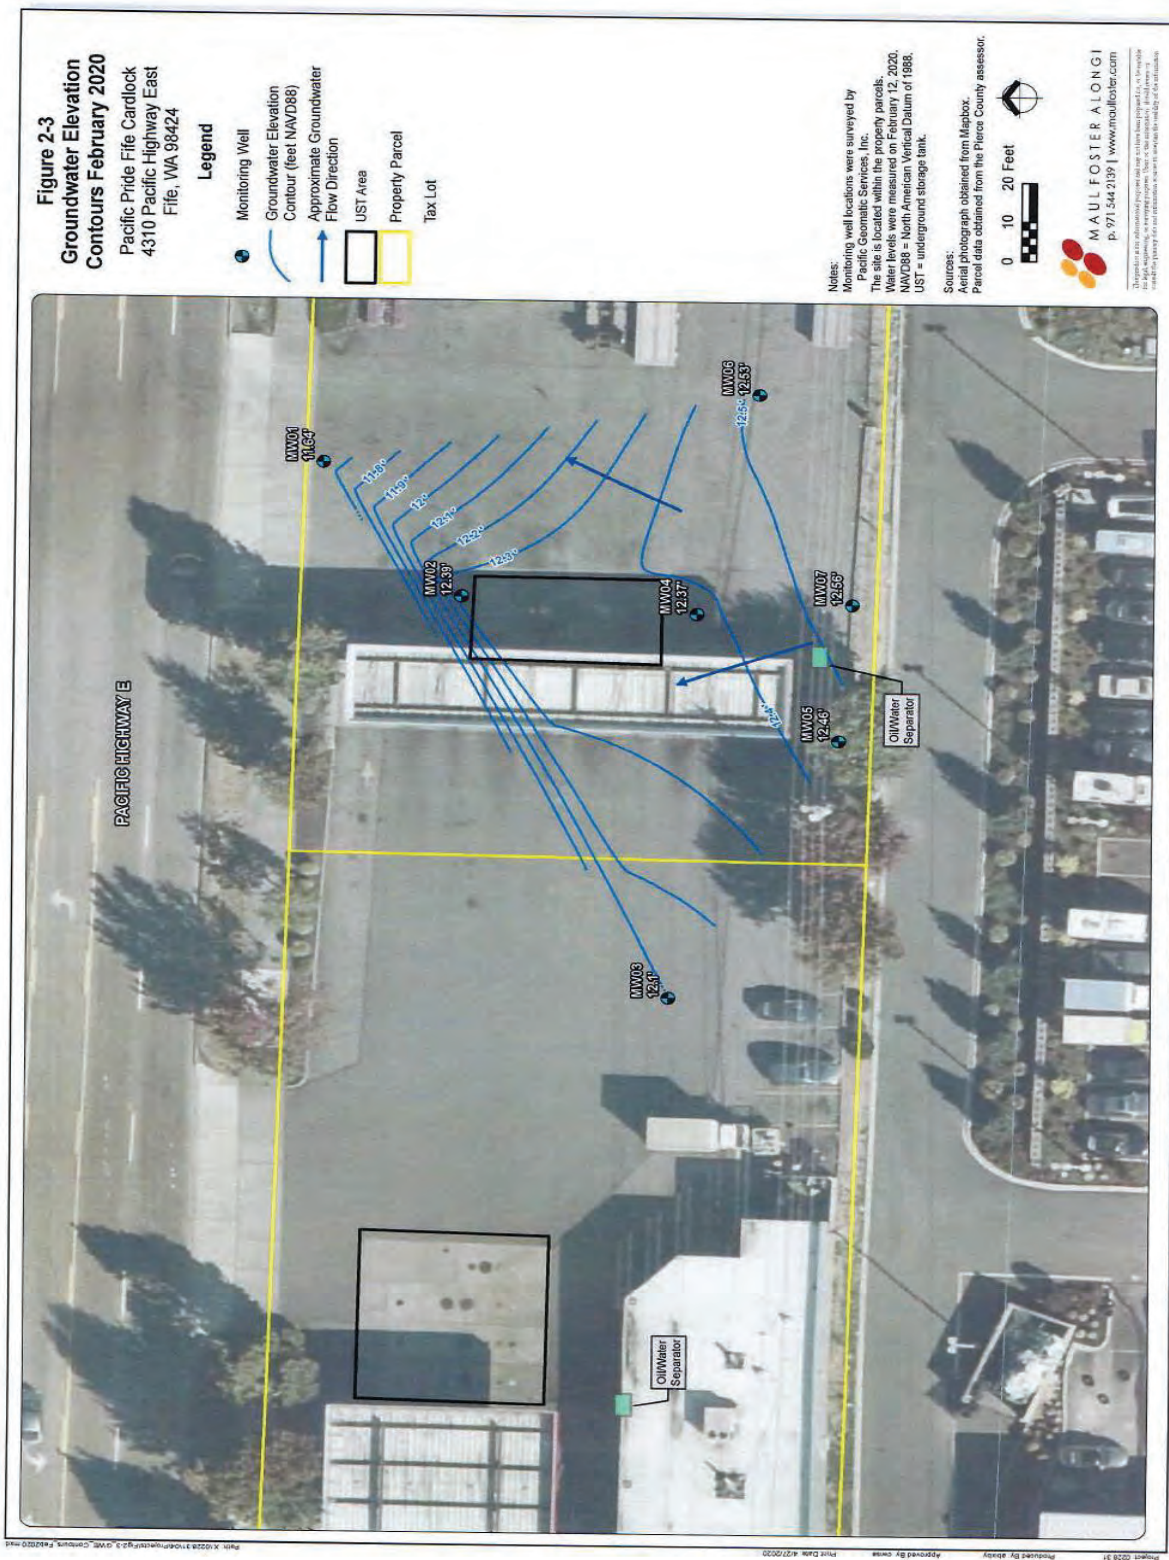 Figure 2-3
Groundwater Elevation
Contours February 2020
Pacific Pride Fife Cardlock
4310 Pacific Highway East
Fife, WA 98424
Legend
Monitoring Well
Groundwater Elevation
Contour (feet NAVD88)
Approximate Groundwater
Flow Direction
UST Area
Property Parcel
Tax Lot
Notes:
Monitoring well locations were surveyed by
Pacific Geomatic Services, Inc.
The site is located within the property parcels.
Water levels were measured on February 12, 2020.
NAVD88 = North American Vertical Datum of 1988.
UST = underground storage tank.
Sources:
Aerial photograph obtained from Mapbox.
Parcel data obtained from the Pierce County assessor.
0 10 20 Feet
MAUL FOSTER ALONGI
p. 971 544 2139 | www.maulfoster.com
PACIFIC HIGHWAY E
MW01
11.64'
11.8'
11.9'
12'
12.1'
12.2'
12.3'
MW02
12.39'
MW04
12.37'
MW06
12.53'
12.5'
MW07
12.56'
12.4'
MW05
12.46'
Oil/Water
Separator
MW03
12.1'
Oil/Water
Separator
Print Date: 4/27/2020